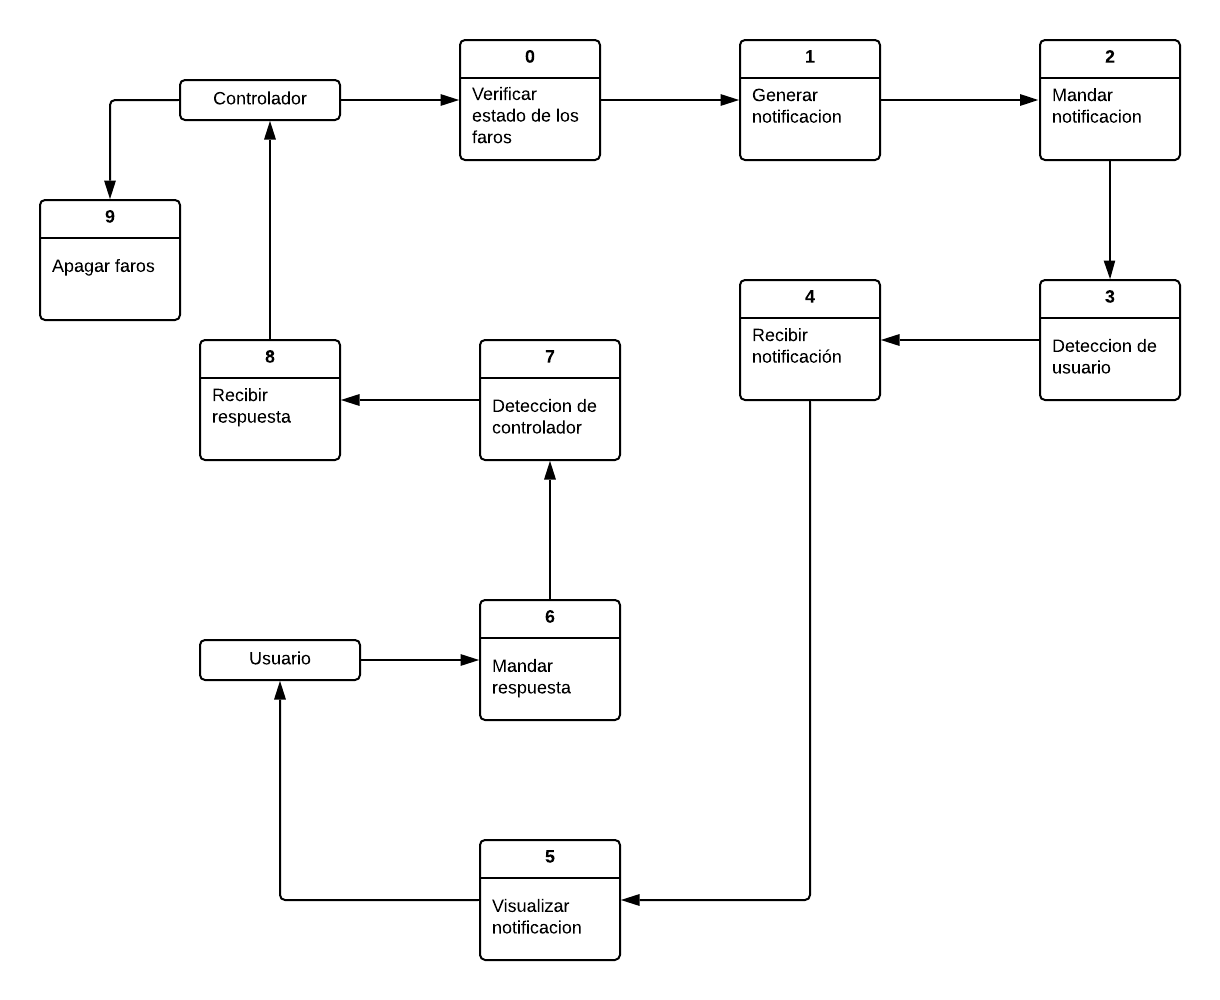 Controlador
0
Verificar
estado de los
faros
1
Generar
notificacion
2
Mandar
notificacion
9
Apagar faros
4
Recibir
notificación
3
Deteccion de
usuario
8
Recibir
respuesta
7
Deteccion de
controlador
Usuario
6
Mandar
respuesta
5
Visualizar
notificacion